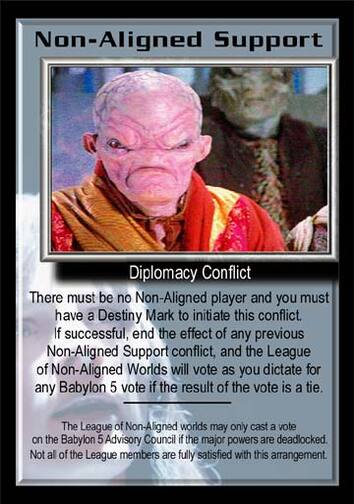 Non-Aligned Support
Diplomacy Conflict
There must be no Non-Aligned player and you must
have a Destiny Mark to initiate this conflict.
If successful, end the effect of any previous
Non-Aligned Support conflict, and the League
of Non-Aligned Worlds will vote as you dictate for
any Babylon 5 vote if the result of the vote is a tie.
The League of Non-Aligned worlds may only cast a vote
on the Babylon 5 Advisory Council if the major powers are deadlocked.
Not all of the League members are fully satisfied with this arrangement.